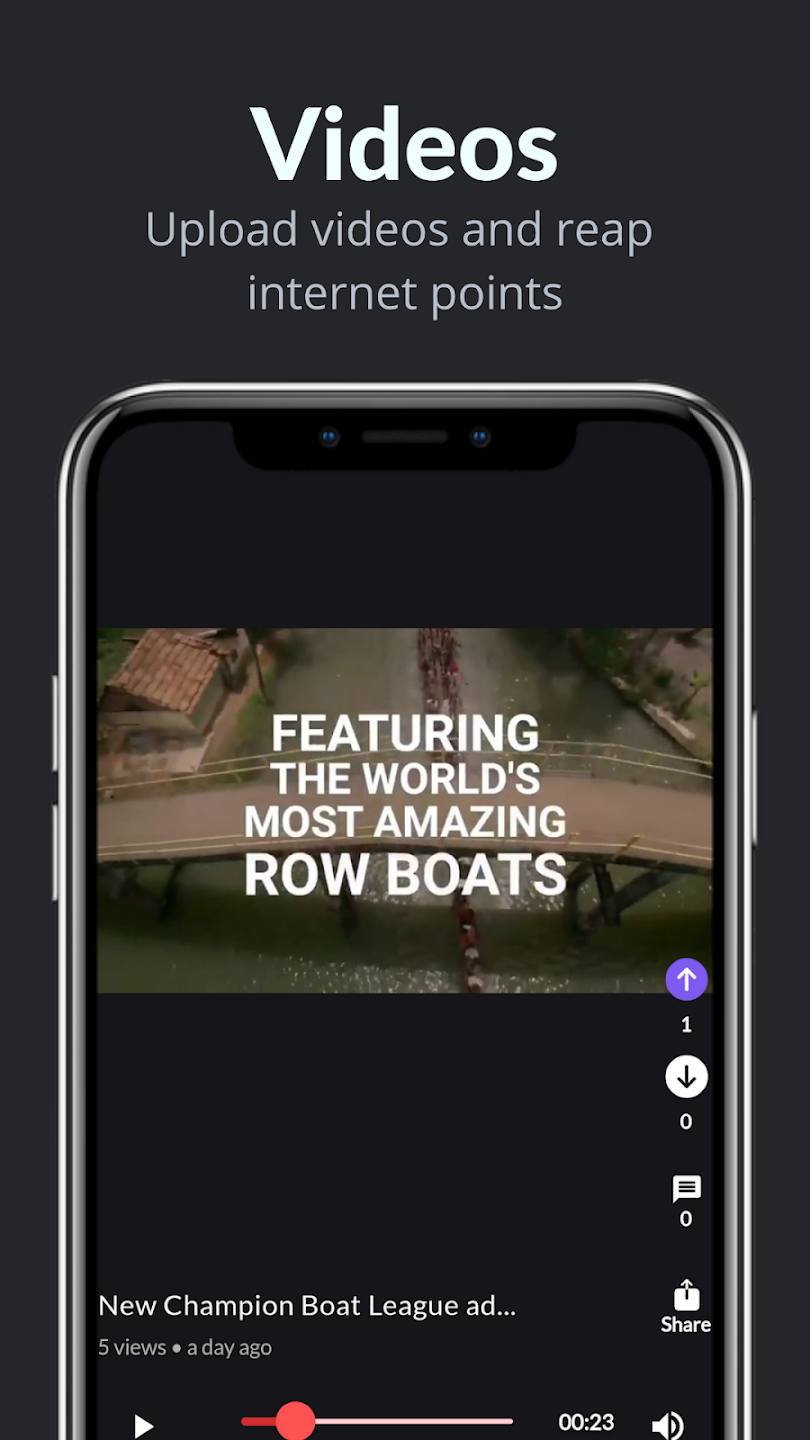 Videos
Upload videos and reap
internet points
FEATURING
THE WORLD'S
MOST AMAZING
ROW BOATS
1
0
0
Share
New Champion Boat League ad...
5 views • a day ago
00:23